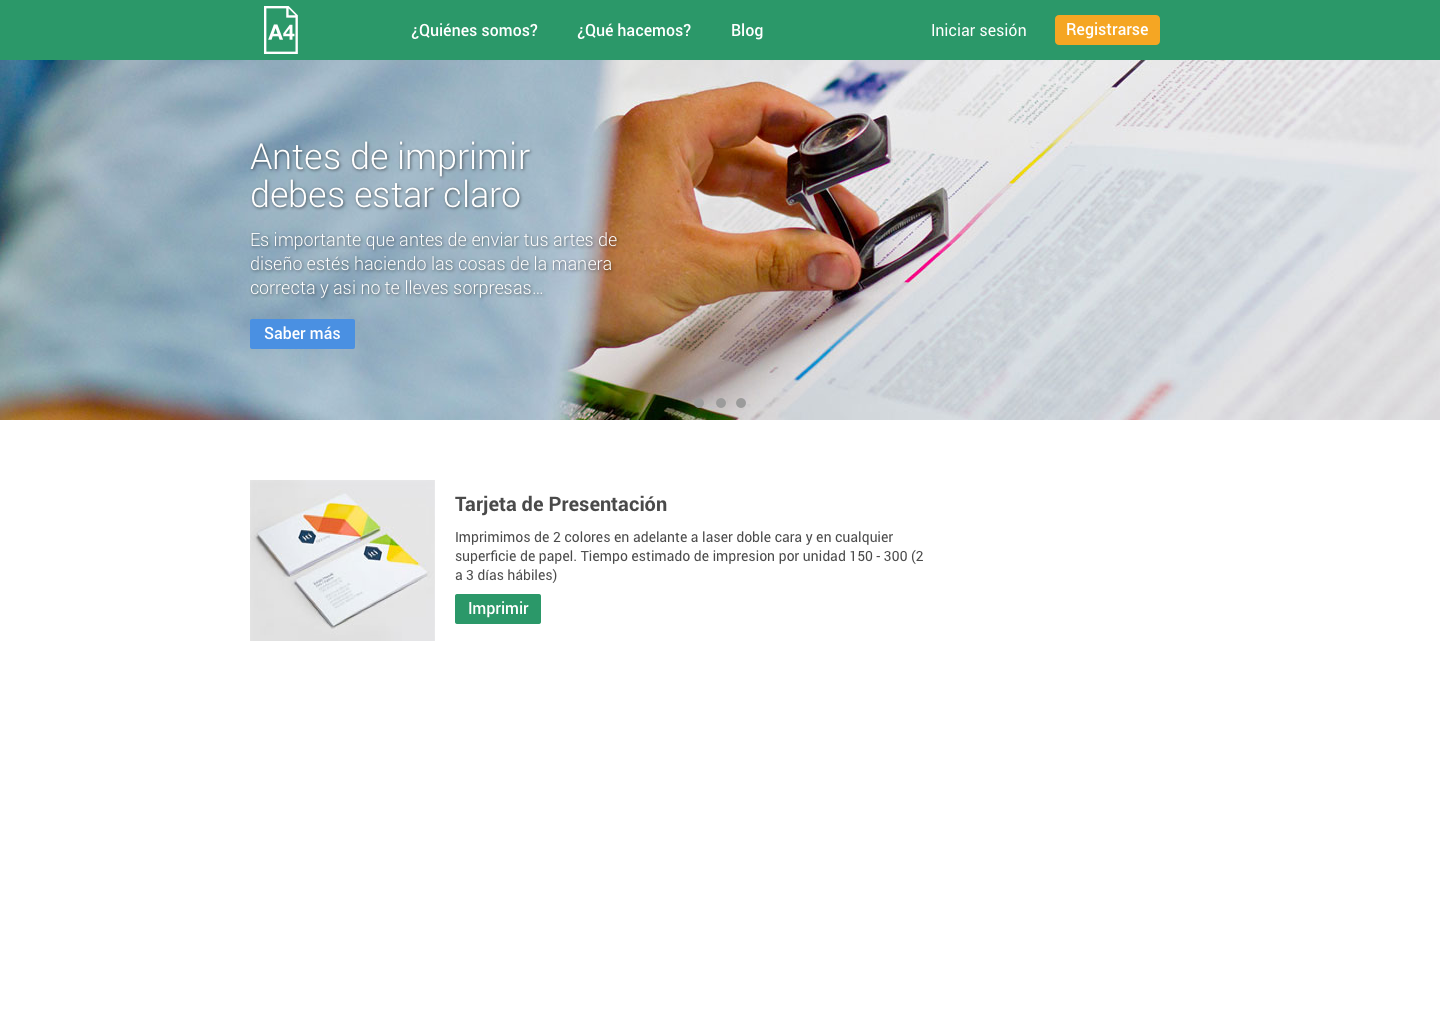 A4
¿Quiénes somos?
¿Qué hacemos?
Blog
Iniciar sesión
Registrarse
Antes de imprimir
debes estar claro
Es importante que antes de enviar tus artes de
diseño estés haciendo las cosas de la manera
correcta y asi no te lleves sorpresas...
Saber más
Tarjeta de Presentación
Imprimimos de 2 colores en adelante a laser doble cara y en cualquier
superficie de papel. Tiempo estimado de impresion por unidad 150 - 300 (2
a 3 días hábiles)
Imprimir